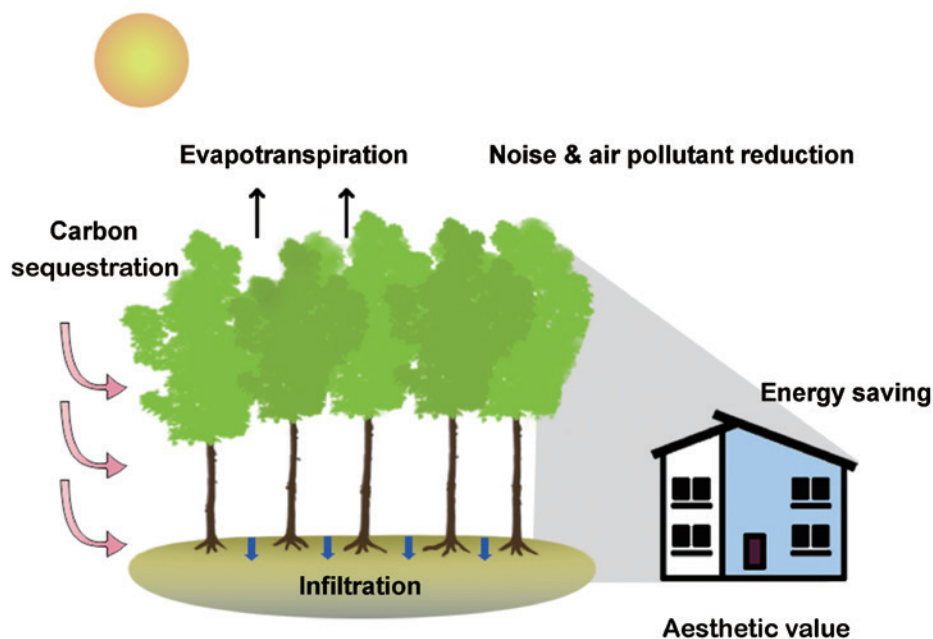 Evapotranspiration
Noise & air pollutant reduction
Carbon
sequestration
Energy saving
Infiltration
Aesthetic value